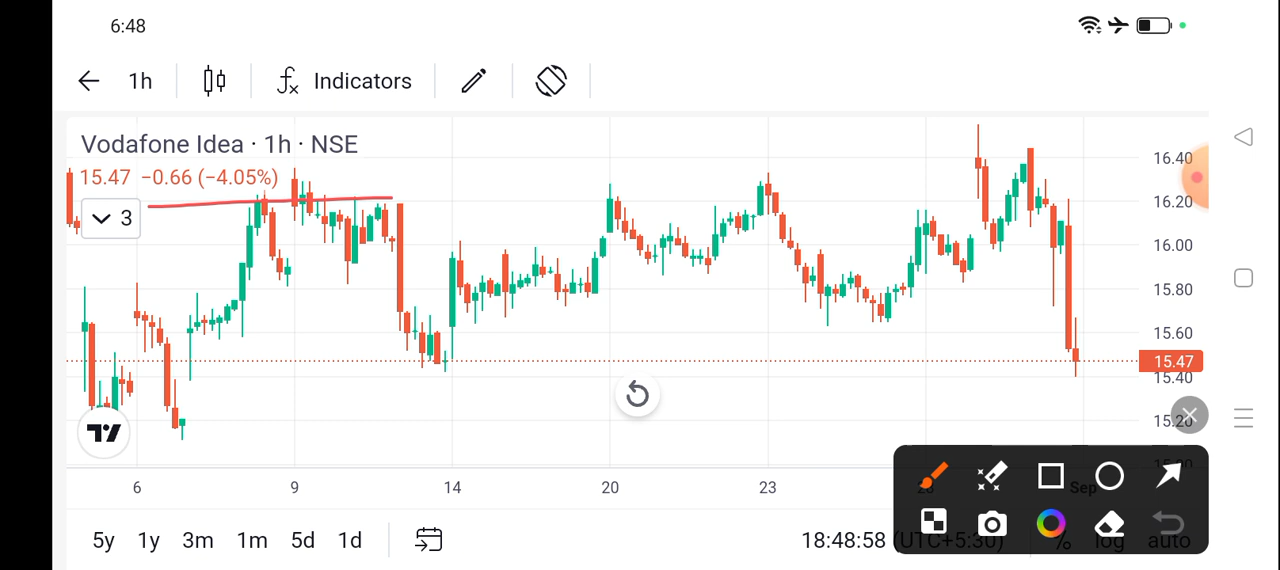 6:48
1h
Indicators
Vodafone Idea · 1h · NSE
15.47 −0.66 (−4.05%)
3
16.40
16.20
16.00
15.80
15.60
15.47
15.40
15.20
6 9 14 20 23 Sep
5y 1y 3m 1m 5d 1d
18:48:58 (UTC+5:30) % log auto